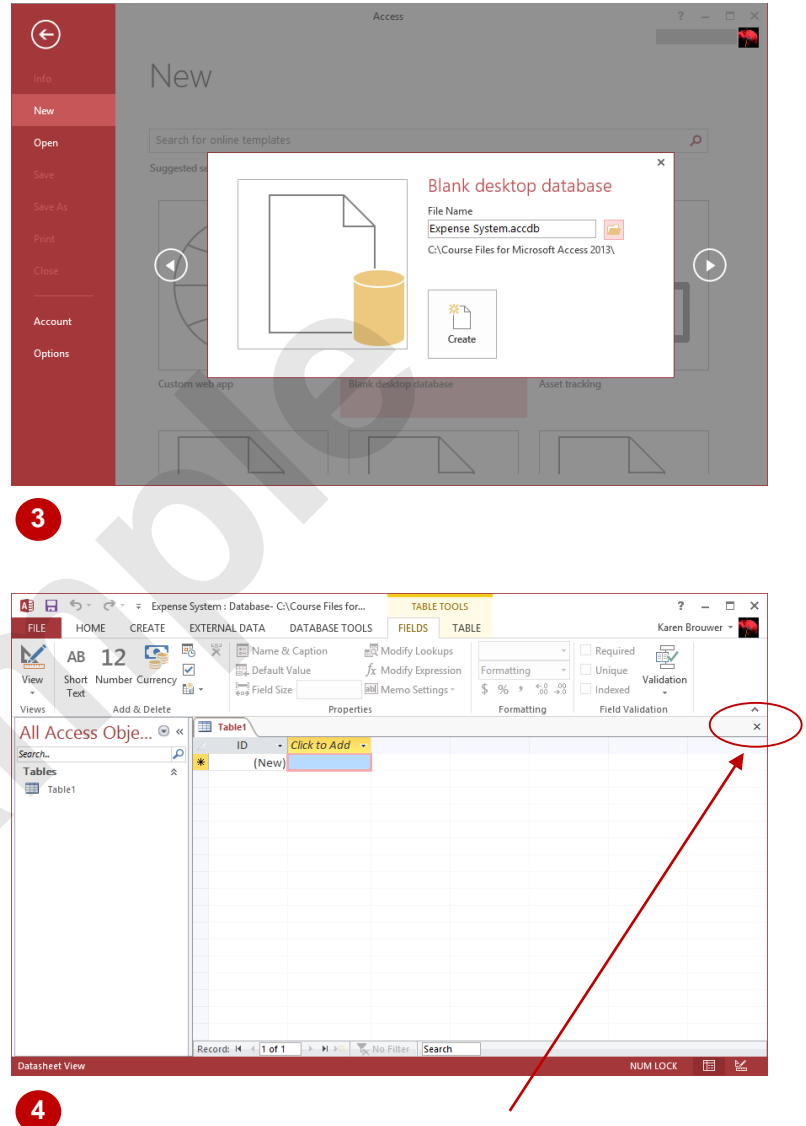 Access
? – □ ×
Info
New
New
Open
Search for online templates
Suggested se
Save
Save As
Print
Close
Account
Options
Blank desktop database
File Name
Expense System.accdb
C:\Course Files for Microsoft Access 2013\
Create
Custom web app
Blank desktop database
Asset tracking
3
Expense System : Database- C:\Course Files for...
TABLE TOOLS
? – □ ×
FILE HOME CREATE EXTERNAL DATA DATABASE TOOLS FIELDS TABLE
Karen Brouwer
View
AB
Short Text
12
Number
Currency
Name & Caption
Default Value
Field Size
Modify Lookups
fx Modify Expression
ab Memo Settings
Formatting
$ % , .00 .00
Required
Unique
Indexed
Validation
Views
Add & Delete
Properties
Formatting
Field Validation
All Access Obje... «
Search..
Tables
Table1
Table1
×
ID
Click to Add
(New)
Record: 1 of 1
No Filter
Search
Datasheet View
NUM LOCK
4
mple